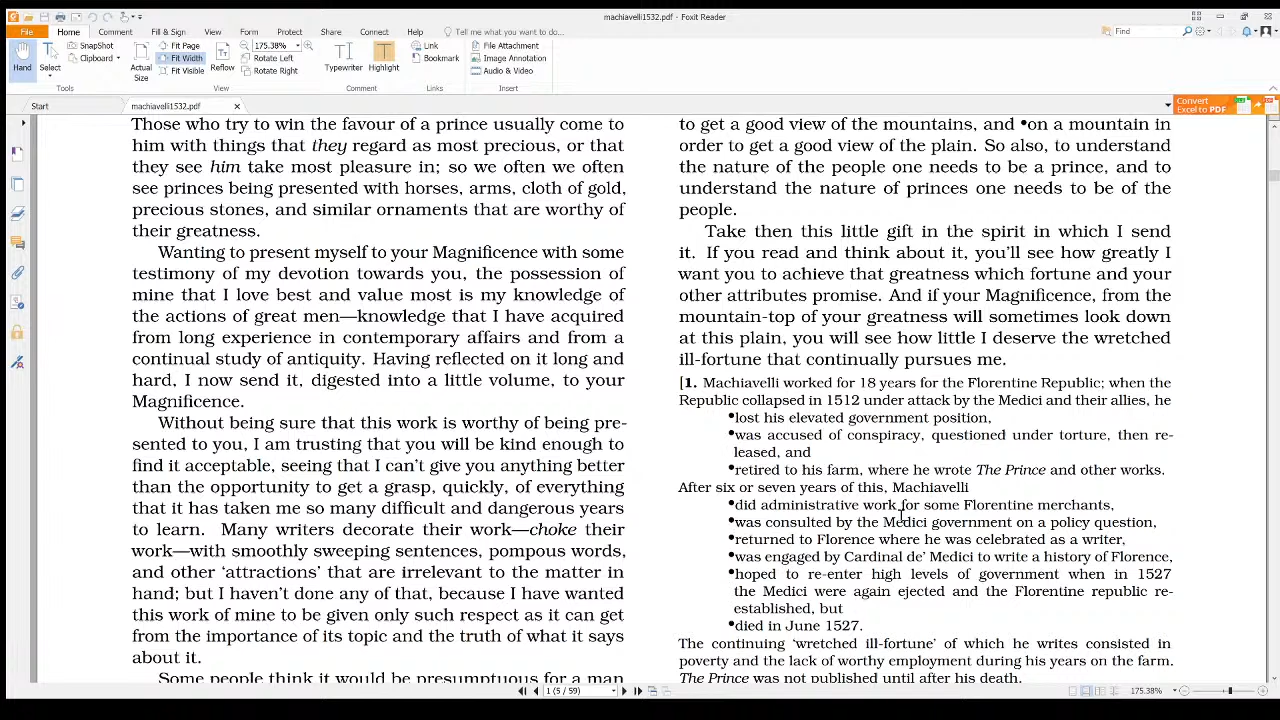 machiavelli1532.pdf - Foxit Reader
File Home Comment Fill & Sign View Form Protect Share Connect Help Tell me what you want to do... Find
Hand
Select
SnapShot
Clipboard
Actual Size
Fit Page
Fit Width
Fit Visible
Reflow
175.38%
Rotate Left
Rotate Right
Typewriter
Highlight
Link
Bookmark
File Attachment
Image Annotation
Audio & Video
Tools View Comment Links Insert
Start machiavelli1532.pdf
Convert
Excel to PDF
Those who try to win the favour of a prince usually come to
him with things that they regard as most precious, or that
they see him take most pleasure in; so we often we often
see princes being presented with horses, arms, cloth of gold,
precious stones, and similar ornaments that are worthy of
their greatness.
Wanting to present myself to your Magnificence with some
testimony of my devotion towards you, the possession of
mine that I love best and value most is my knowledge of
the actions of great men—knowledge that I have acquired
from long experience in contemporary affairs and from a
continual study of antiquity. Having reflected on it long and
hard, I now send it, digested into a little volume, to your
Magnificence.
Without being sure that this work is worthy of being pre-
sented to you, I am trusting that you will be kind enough to
find it acceptable, seeing that I can't give you anything better
than the opportunity to get a grasp, quickly, of everything
that it has taken me so many difficult and dangerous years
to learn. Many writers decorate their work—choke their
work—with smoothly sweeping sentences, pompous words,
and other 'attractions' that are irrelevant to the matter in
hand; but I haven't done any of that, because I have wanted
this work of mine to be given only such respect as it can get
from the importance of its topic and the truth of what it says
about it.
Some people think it would be presumptuous for a man
to get a good view of the mountains, and •on a mountain in
order to get a good view of the plain. So also, to understand
the nature of the people one needs to be a prince, and to
understand the nature of princes one needs to be of the
people.
Take then this little gift in the spirit in which I send
it. If you read and think about it, you'll see how greatly I
want you to achieve that greatness which fortune and your
other attributes promise. And if your Magnificence, from the
mountain-top of your greatness will sometimes look down
at this plain, you will see how little I deserve the wretched
ill-fortune that continually pursues me.
[1. Machiavelli worked for 18 years for the Florentine Republic; when the
Republic collapsed in 1512 under attack by the Medici and their allies, he
•lost his elevated government position,
•was accused of conspiracy, questioned under torture, then re-
leased, and
•retired to his farm, where he wrote The Prince and other works.
After six or seven years of this, Machiavelli
•did administrative work for some Florentine merchants,
•was consulted by the Medici government on a policy question,
•returned to Florence where he was celebrated as a writer,
•was engaged by Cardinal de' Medici to write a history of Florence,
•hoped to re-enter high levels of government when in 1527
the Medici were again ejected and the Florentine republic re-
established, but
•died in June 1527.
The continuing 'wretched ill-fortune' of which he writes consisted in
poverty and the lack of worthy employment during his years on the farm.
The Prince was not published until after his death.
1 (5 / 59)
175.38%